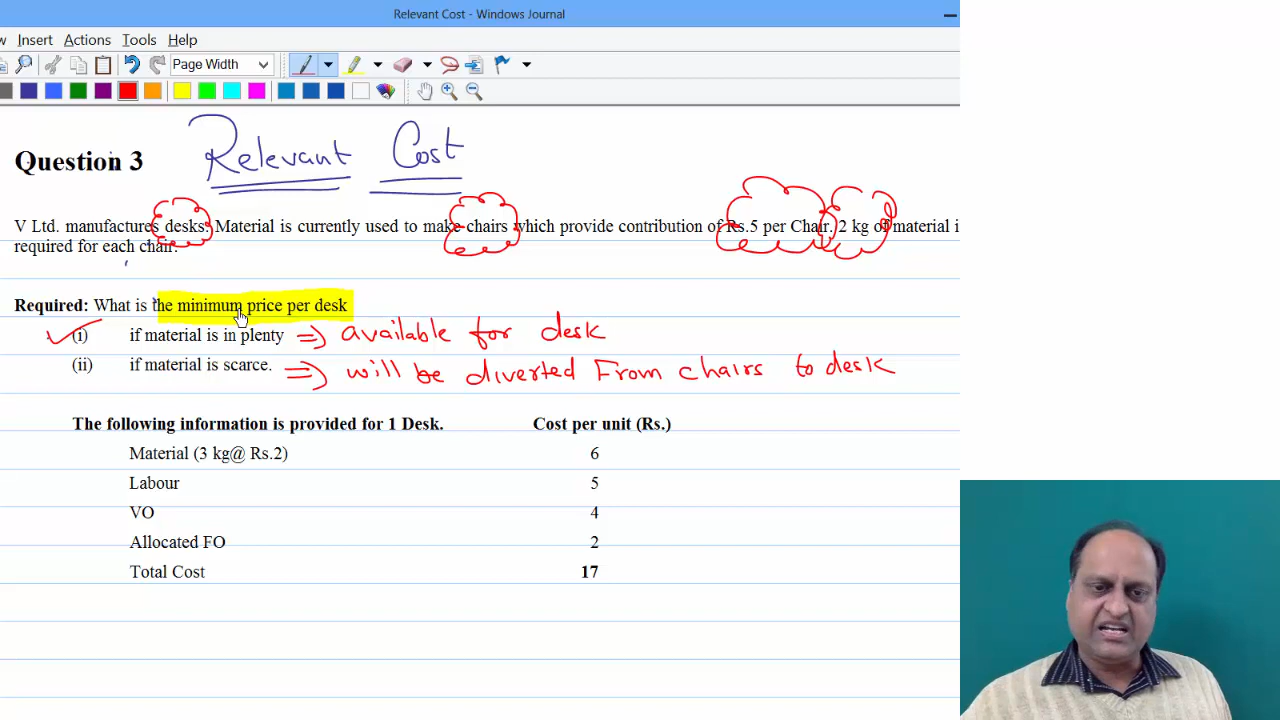 Relevant Cost - Windows Journal
Insert Actions Tools Help
Page Width
Relevant Cost
Question 3
V Ltd. manufactures desks. Material is currently used to make chairs which provide contribution of Rs.5 per Chair. 2 kg of material i
required for each chair.
Required: What is the minimum price per desk
(i) if material is in plenty ⇒ available for desk
(ii) if material is scarce. ⇒ will be diverted From chairs to desk
The following information is provided for 1 Desk. Cost per unit (Rs.)
Material (3 kg@ Rs.2) 6
Labour 5
VO 4
Allocated FO 2
Total Cost 17